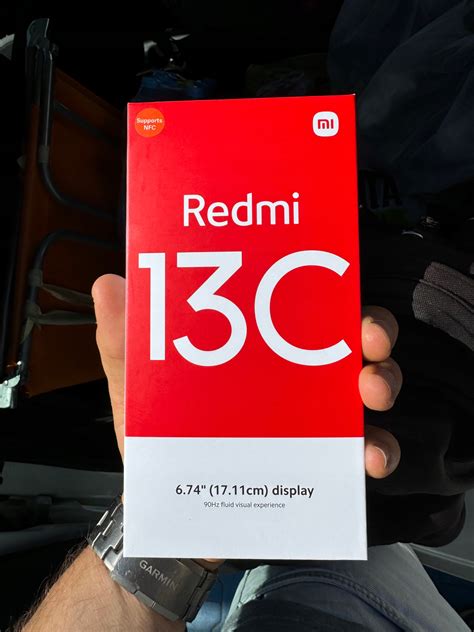 Supports
NFC
mi
Redmi
13C
6.74" (17.11cm) display
90Hz fluid visual experience
GARMIN